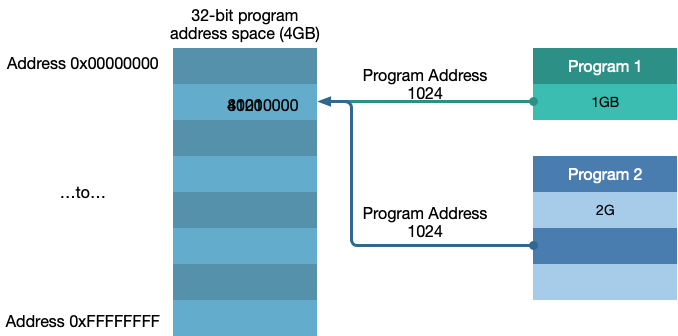 32-bit program
address space (4GB)
Address 0x00000000
Program Address
1024
Program 1
1GB
…to…
Program 2
2G
Program Address
1024
Address 0xFFFFFFFF